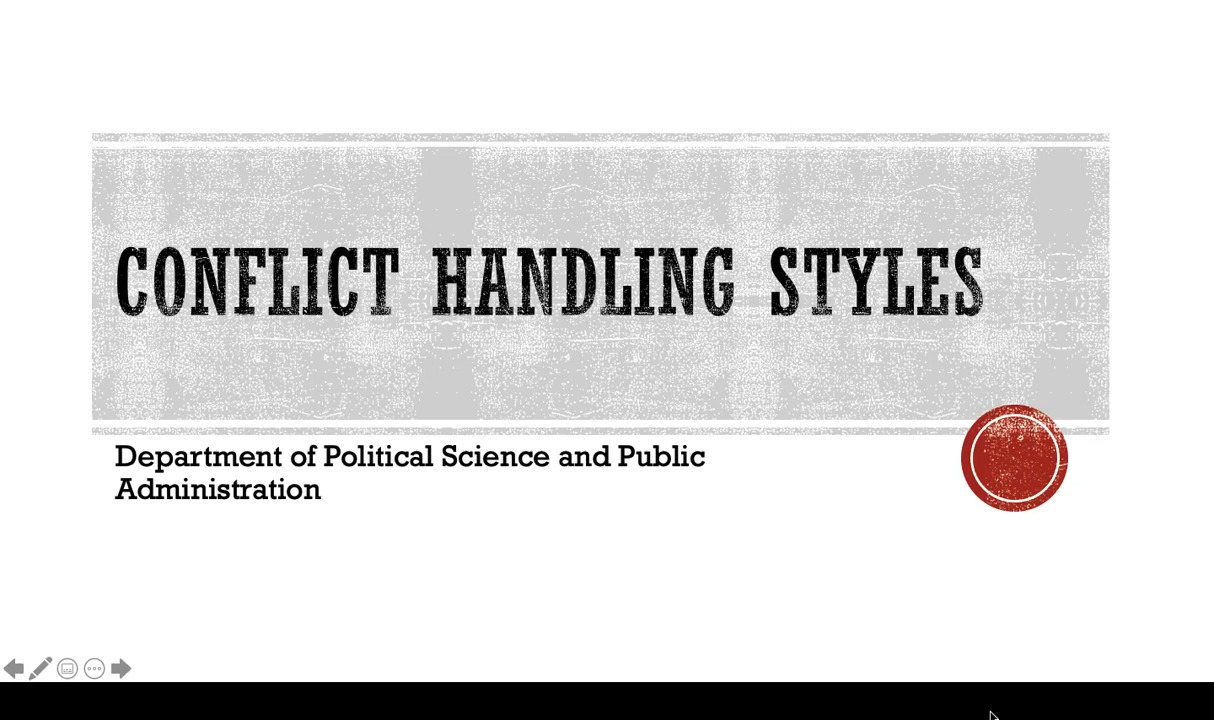 CONFLICT HANDLING STYLES
Department of Political Science and Public
Administration